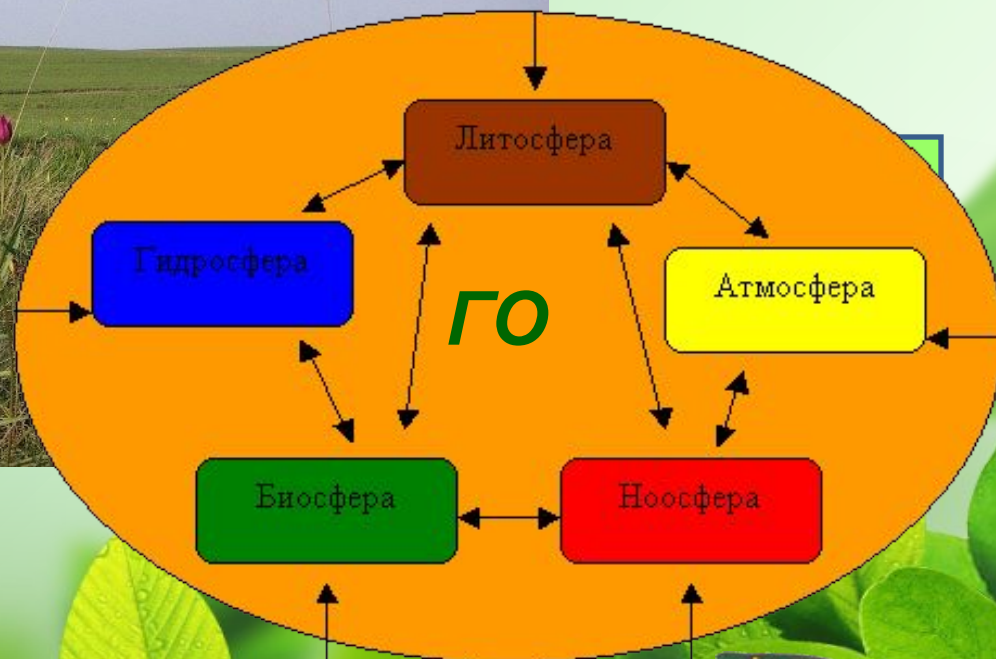 Литосфера
Гидросфера
Атмосфера
ГО
Биосфера
Ноосфера